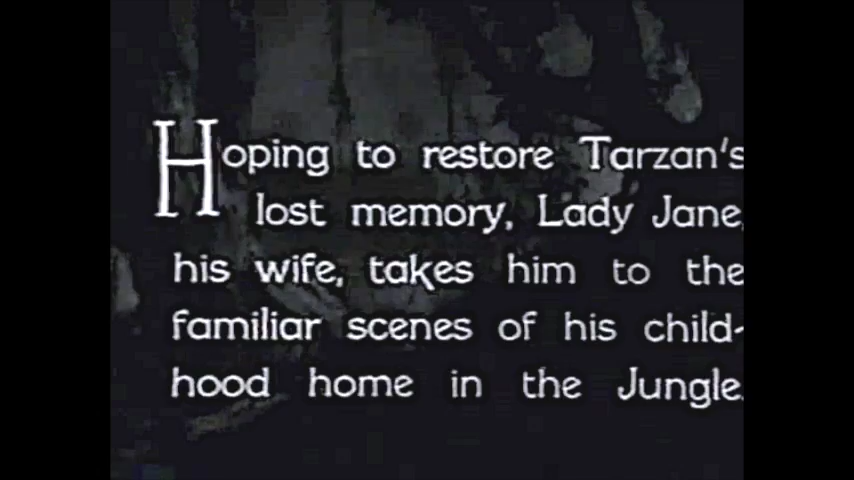 Hoping to restore Tarzan's
lost memory, Lady Jane,
his wife, takes him to the
familiar scenes of his child-
hood home in the Jungle.